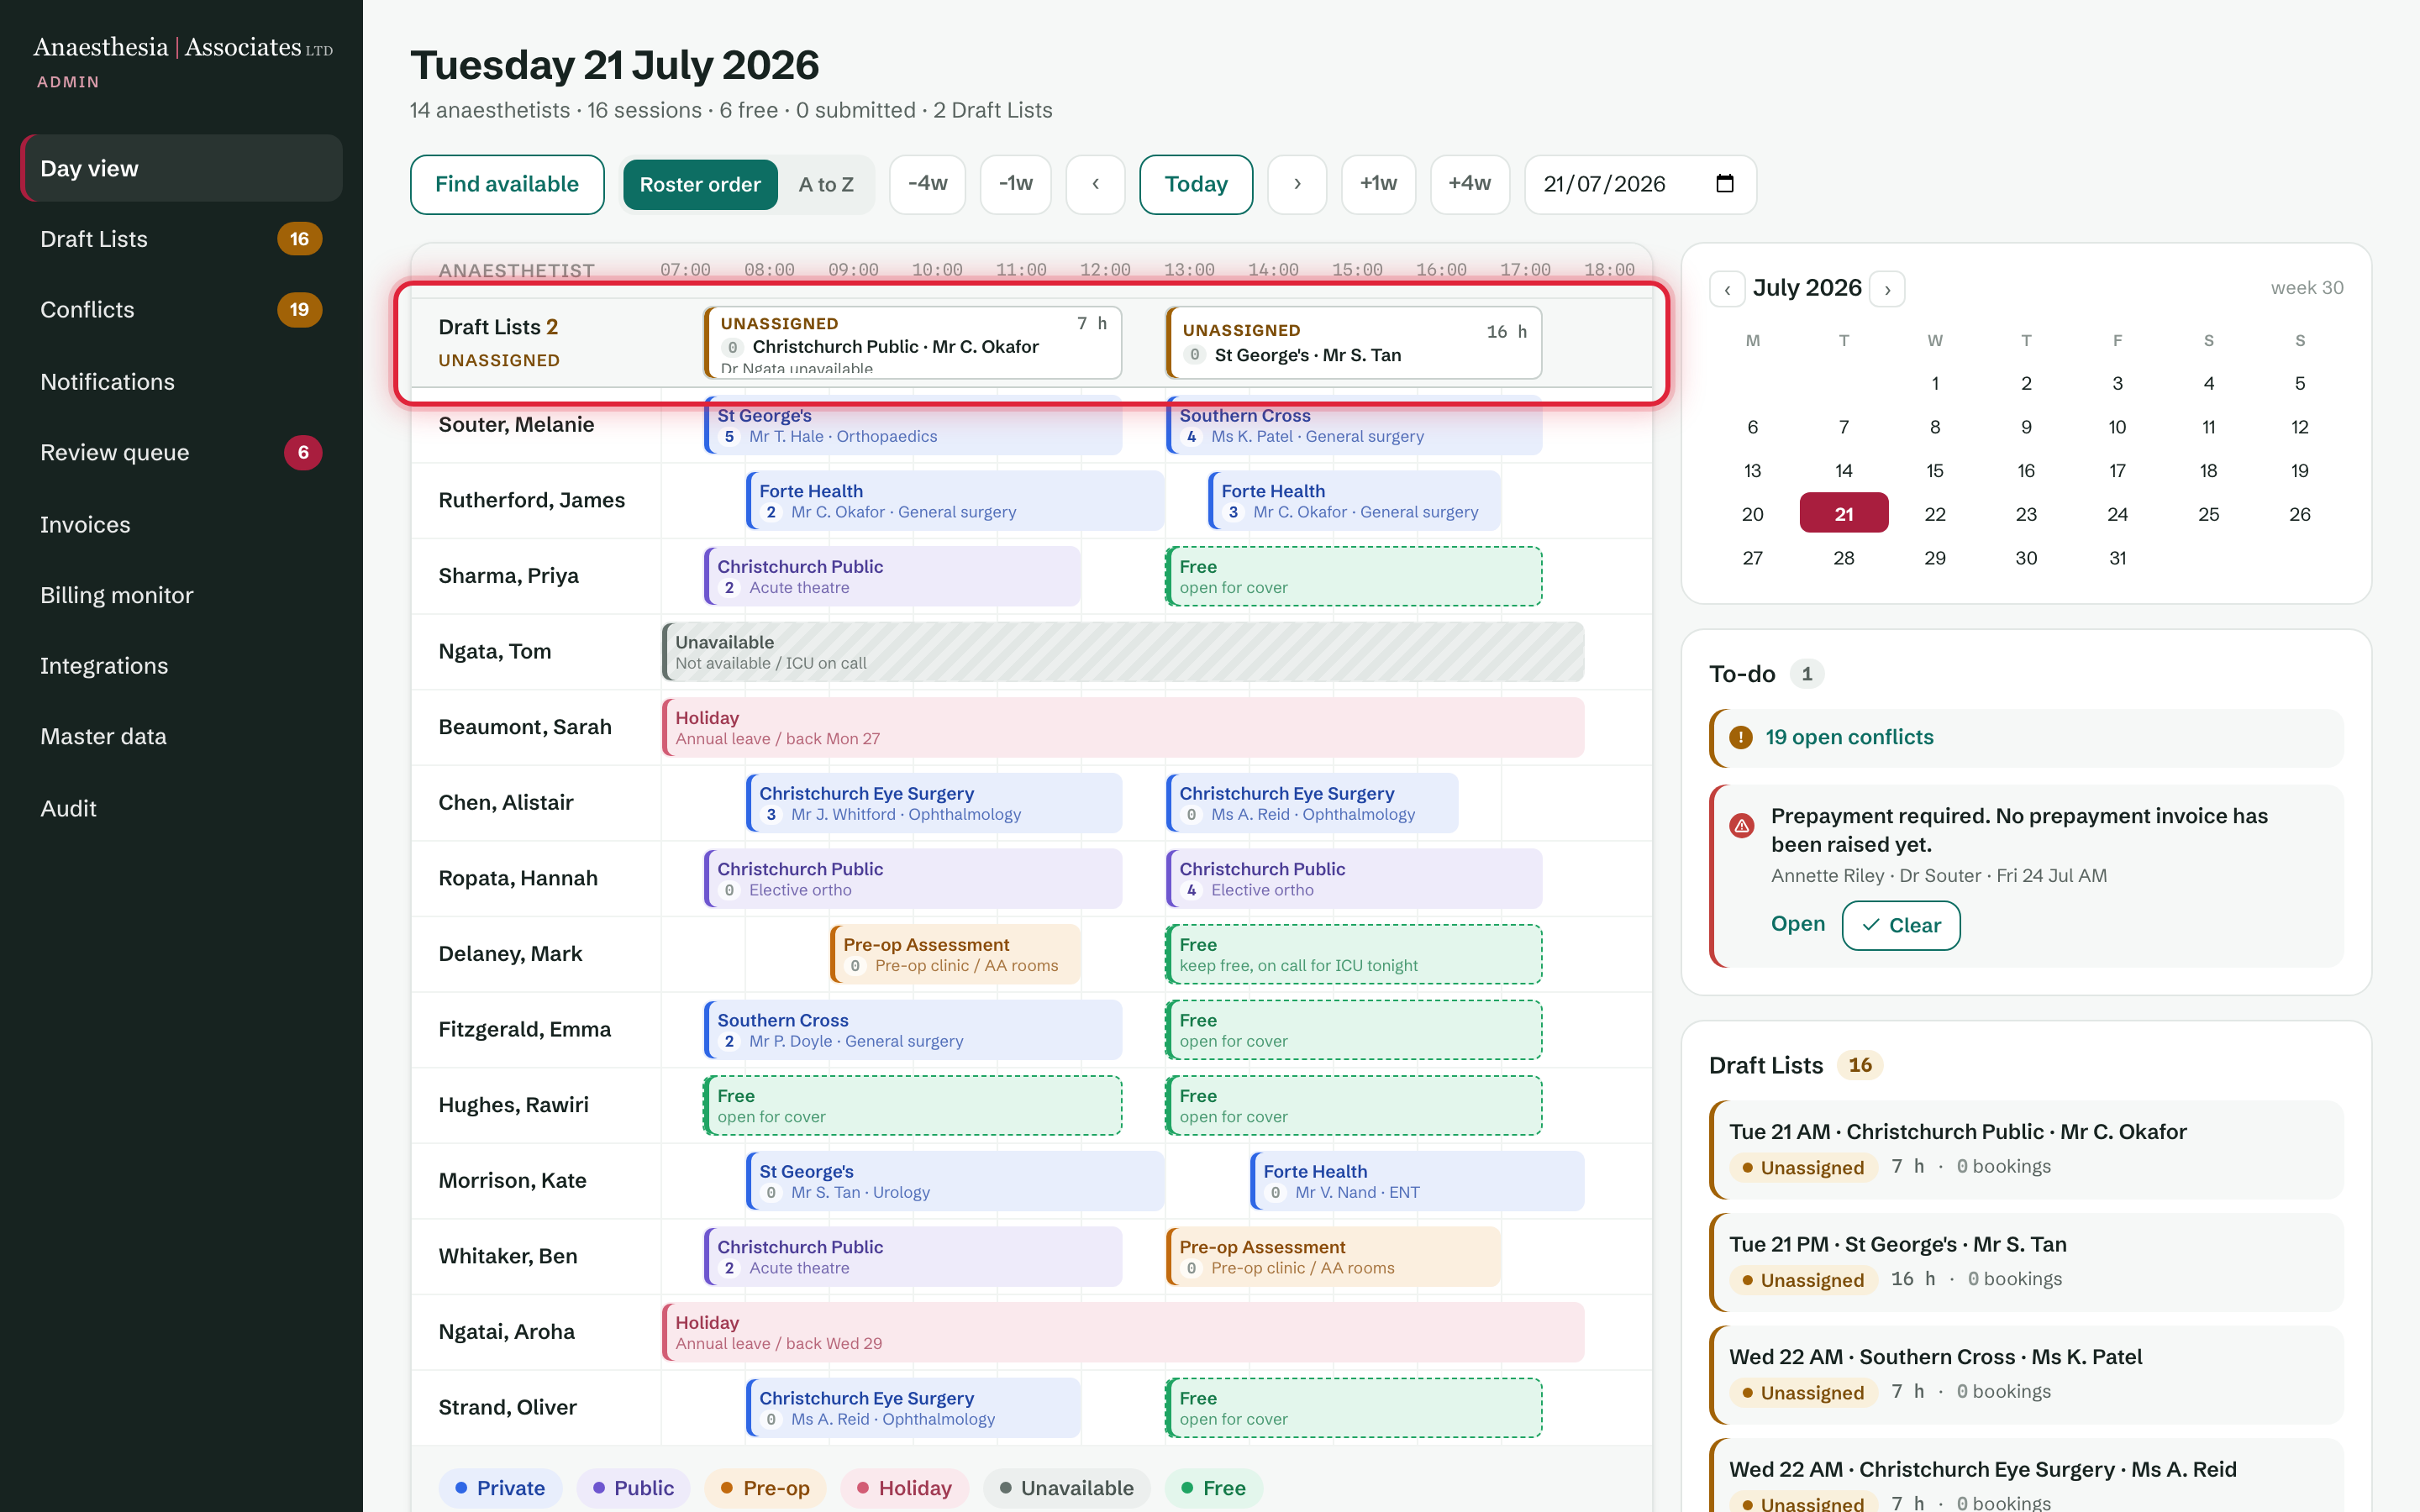 Anaesthesia | Associates LTD
ADMIN
Day view
Draft Lists 16
Conflicts 19
Notifications
Review queue 6
Invoices
Billing monitor
Integrations
Master data
Audit
Tuesday 21 July 2026
14 anaesthetists · 16 sessions · 6 free · 0 submitted · 2 Draft Lists
Find available
Roster order A to Z
-4w
-1w
‹
Today
›
+1w
+4w
21/07/2026
ANAESTHETIST 07:00 08:00 09:00 10:00 11:00 12:00 13:00 14:00 15:00 16:00 17:00 18:00
Draft Lists 2
UNASSIGNED
UNASSIGNED 7 h
0 Christchurch Public · Mr C. Okafor
Dr Ngata unavailable
UNASSIGNED 16 h
0 St George's · Mr S. Tan
Souter, Melanie
St George's
5 Mr T. Hale · Orthopaedics
Southern Cross
4 Ms K. Patel · General surgery
Rutherford, James
Forte Health
2 Mr C. Okafor · General surgery
Forte Health
3 Mr C. Okafor · General surgery
Sharma, Priya
Christchurch Public
2 Acute theatre
Free
open for cover
Ngata, Tom
Unavailable
Not available / ICU on call
Beaumont, Sarah
Holiday
Annual leave / back Mon 27
Chen, Alistair
Christchurch Eye Surgery
3 Mr J. Whitford · Ophthalmology
Christchurch Eye Surgery
0 Ms A. Reid · Ophthalmology
Ropata, Hannah
Christchurch Public
0 Elective ortho
Christchurch Public
4 Elective ortho
Delaney, Mark
Pre-op Assessment
0 Pre-op clinic / AA rooms
Free
keep free, on call for ICU tonight
Fitzgerald, Emma
Southern Cross
2 Mr P. Doyle · General surgery
Free
open for cover
Hughes, Rawiri
Free
open for cover
Free
open for cover
Morrison, Kate
St George's
0 Mr S. Tan · Urology
Forte Health
0 Mr V. Nand · ENT
Whitaker, Ben
Christchurch Public
2 Acute theatre
Pre-op Assessment
0 Pre-op clinic / AA rooms
Ngatai, Aroha
Holiday
Annual leave / back Wed 29
Strand, Oliver
Christchurch Eye Surgery
0 Ms A. Reid · Ophthalmology
Free
open for cover
Private
Public
Pre-op
Holiday
Unavailable
Free
‹ July 2026 › week 30
M T W T F S S
1 2 3 4 5
6 7 8 9 10 11 12
13 14 15 16 17 18 19
20 21 22 23 24 25 26
27 28 29 30 31
To-do 1
19 open conflicts
Prepayment required. No prepayment invoice has
been raised yet.
Annette Riley · Dr Souter · Fri 24 Jul AM
Open
Clear
Draft Lists 16
Tue 21 AM · Christchurch Public · Mr C. Okafor
Unassigned 7 h · 0 bookings
Tue 21 PM · St George's · Mr S. Tan
Unassigned 16 h · 0 bookings
Wed 22 AM · Southern Cross · Ms K. Patel
Unassigned 7 h · 0 bookings
Wed 22 AM · Christchurch Eye Surgery · Ms A. Reid
Unassigned 7 h · 0 bookings